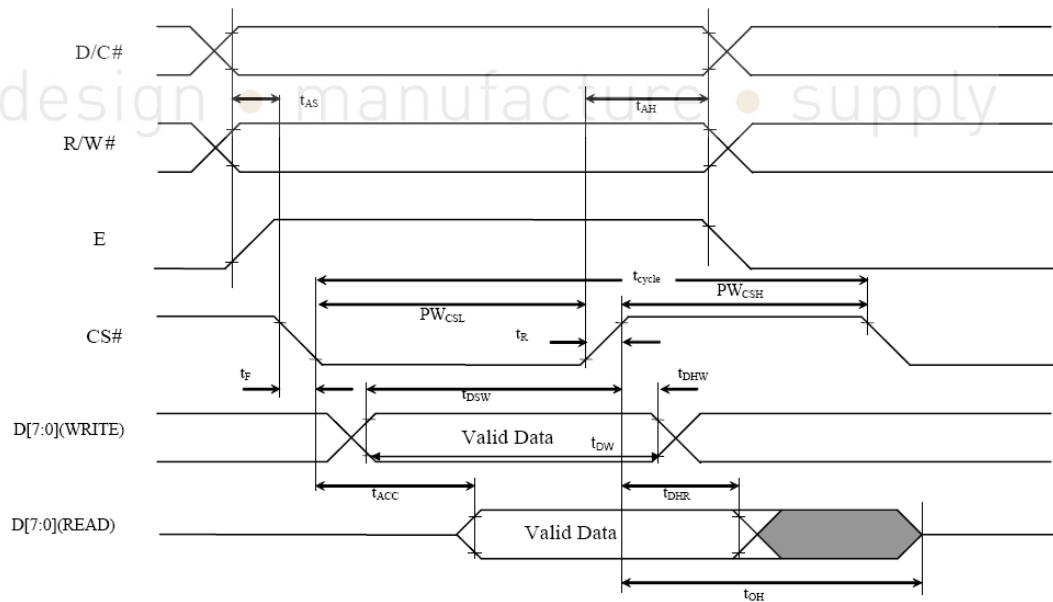 D/C#
design • manufacture • supply
tAS
tAH
R/W#
E
tcycle
PWCSL
PWCSH
CS#
tR
tF
tDSW
tDHW
D[7:0](WRITE)
Valid Data
tDW
tACC
tDHR
D[7:0](READ)
Valid Data
tOH